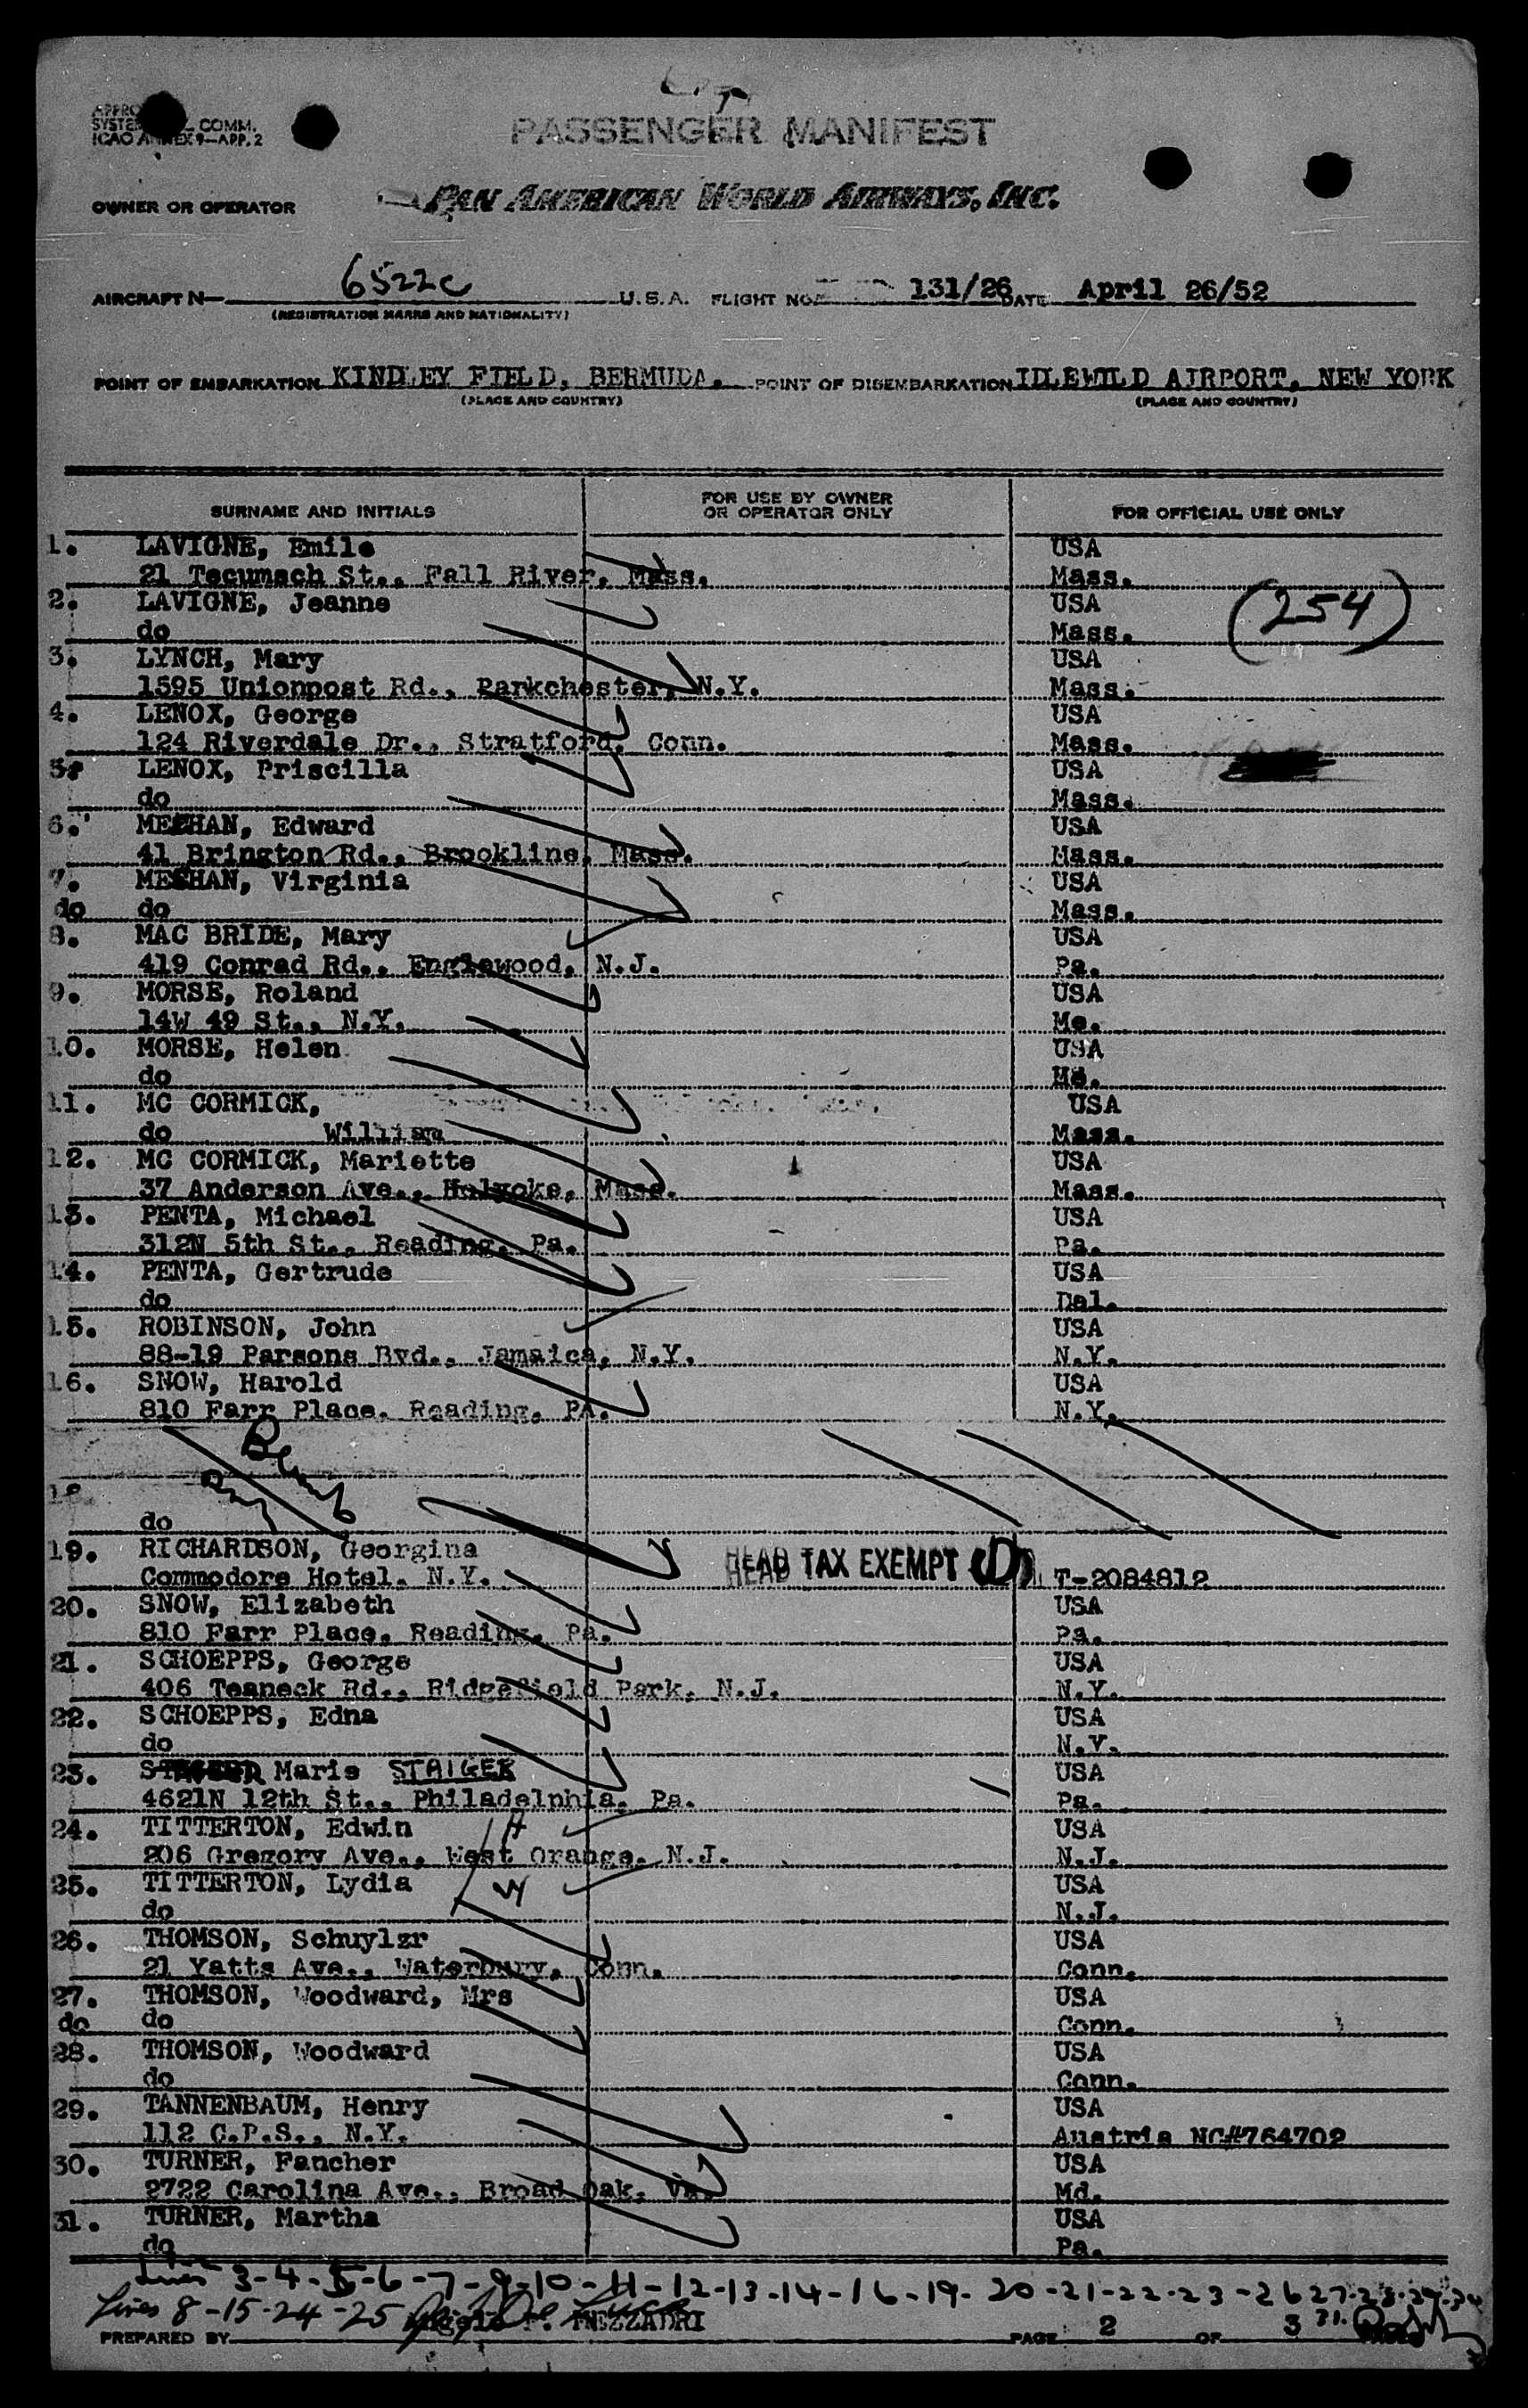 COMM.
ICAO ANNEX 9—APP. 2
PASSENGER MANIFEST
OWNER OR OPERATOR PAN AMERICAN WORLD AIRWAYS, INC.
AIRCRAFT N— 6522C U.S.A. FLIGHT NO. 131/26 DATE April 26/52
(REGISTRATION MARKS AND NATIONALITY)
POINT OF EMBARKATION KINDLEY FIELD, BERMUDA. POINT OF DISEMBARKATION IDLEWILD AIRPORT, NEW YORK
(PLACE AND COUNTRY) (PLACE AND COUNTRY)
SURNAME AND INITIALS FOR USE BY OWNER OR OPERATOR ONLY FOR OFFICIAL USE ONLY
1. LAVIGNE, Emile USA
21 Tecumsch St., Fall River, Mass. Mass.
2. LAVIGNE, Jeanne USA (254)
do Mass.
3. LYNCH, Mary USA
1595 Unionpost Rd., Parkchester, N.Y. Mass.
4. LENOX, George USA
124 Riverdale Dr., Stratford, Conn. Mass.
5. LENOX, Priscilla USA
do Mass.
6. MEEHAN, Edward USA
41 Brington Rd., Brookline, Mass. Mass.
7. MEEHAN, Virginia USA
do do Mass.
8. MAC BRIDE, Mary USA
419 Conrad Rd., Englewood, N.J. Pa.
9. MORSE, Roland USA
14W 49 St., N.Y. Me.
10. MORSE, Helen USA
do Me.
11. MC CORMICK, USA
do William Mass.
12. MC CORMICK, Mariette USA
37 Anderson Ave., Holyoke, Mass. Mass.
13. PENTA, Michael USA
312N 5th St., Reading, Pa. Pa.
14. PENTA, Gertrude USA
do Del.
15. ROBINSON, John USA
88-19 Parsons Bvd., Jamaica, N.Y. N.Y.
16. SNOW, Harold USA
810 Farr Place. Reading, PA. N.Y.
18
do
19. RICHARDSON, Georgina
Commodore Hotel. N.Y. HEAD TAX EXEMPT (D) T-2084812
20. SNOW, Elizabeth USA
810 Farr Place, Reading, Pa. Pa.
21. SCHOEPPS, George USA
406 Teaneck Rd., Ridgefield Park, N.J. N.Y.
22. SCHOEPPS, Edna USA
do N.Y.
23. Marie STAIGER USA
4621N 12th St., Philadelphia, Pa. Pa.
24. TITTERTON, Edwin H USA
206 Gregory Ave., West Orange. N.J. N.J.
25. TITTERTON, Lydia W USA
do N.J.
26. THOMSON, Schuylzr USA
21 Yatts Ave., Waterbury, Conn. Conn.
27. THOMSON, Woodward, Mrs USA
do do Conn.
28. THOMSON, Woodward USA
do Conn.
29. TANNENBAUM, Henry USA
112 C.P.S., N.Y. Austria NC#764702
30. TURNER, Fancher USA
2722 Carolina Ave., Broad Oak, Va. Md.
31. TURNER, Martha USA
do Pa.
Lines 3-4-5-6-7-9-10-11-12-13-14-16-19-20-21-22-23-26 27-28-29-30
Lines 8-15-24-25 31.
PREPARED BY PAGE 2 OF 3